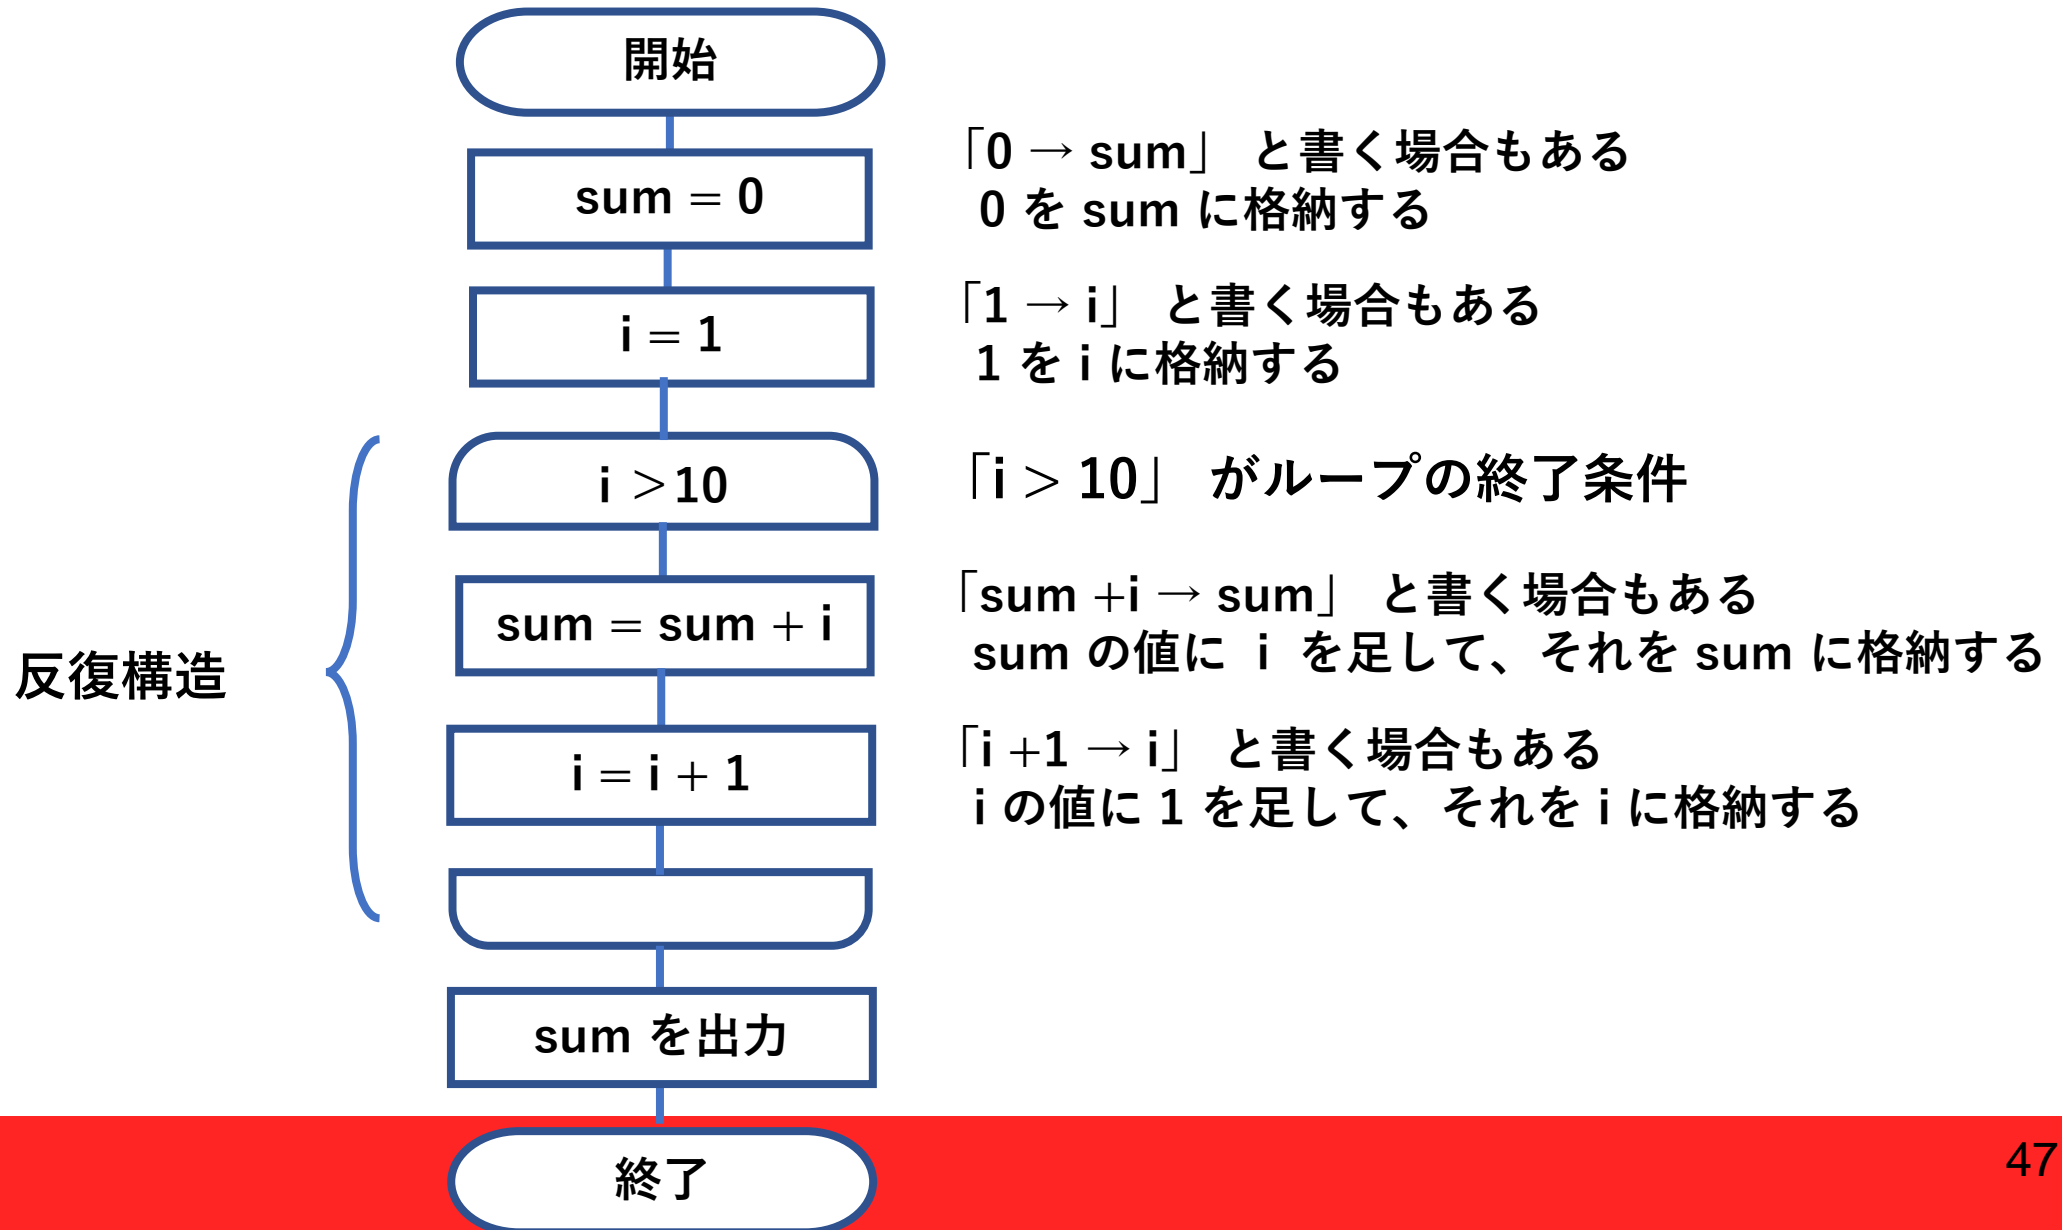 開始
sum = 0
「0 → sum」 と書く場合もある
0 を sum に格納する
i = 1
「1 → i」 と書く場合もある
1 を i に格納する
i >10
「i > 10」 がループの終了条件
sum = sum + i
「sum +i → sum」 と書く場合もある
sum の値に i を足して、それを sum に格納する
反復構造
i = i + 1
「i +1 → i」 と書く場合もある
i の値に 1 を足して、それを i に格納する
sum を出力
終了
47